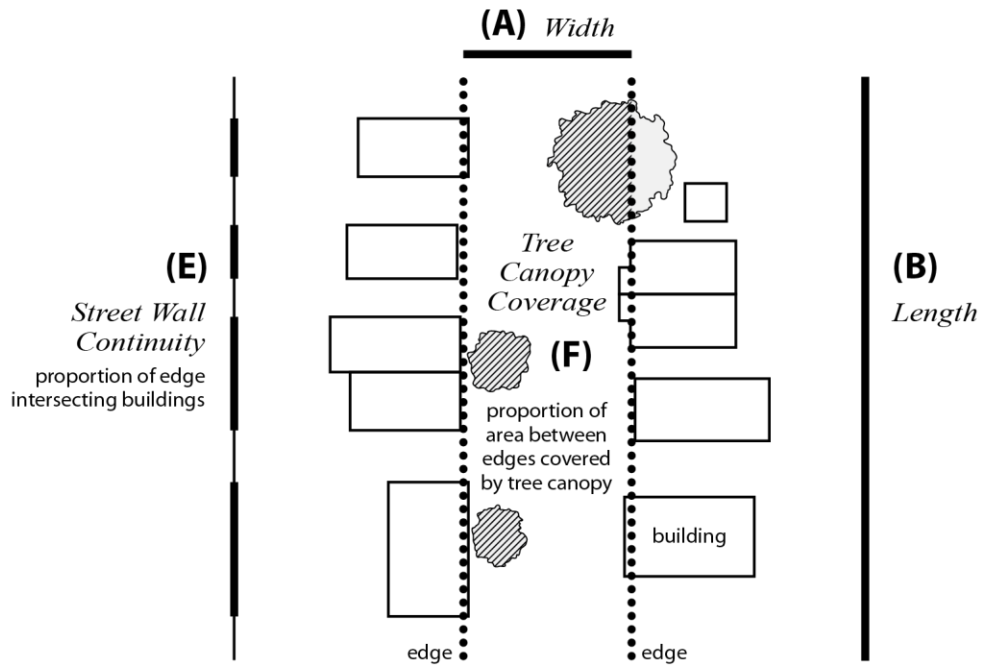 (A) Width
(E)
Street Wall
Continuity
proportion of edge
intersecting buildings
Tree
Canopy
Coverage
(F)
proportion of
area between
edges covered
by tree canopy
building
(B)
Length
edge
edge